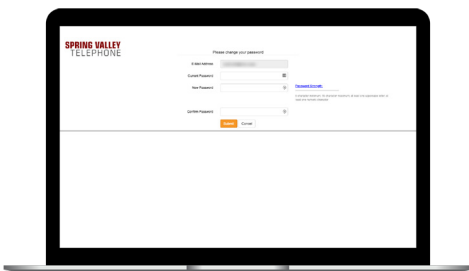 SPRING VALLEY
TELEPHONE
Please change your password
E-Mail Address
Current Password
New Password
Password Strength
Confirm Password
Submit
Cancel